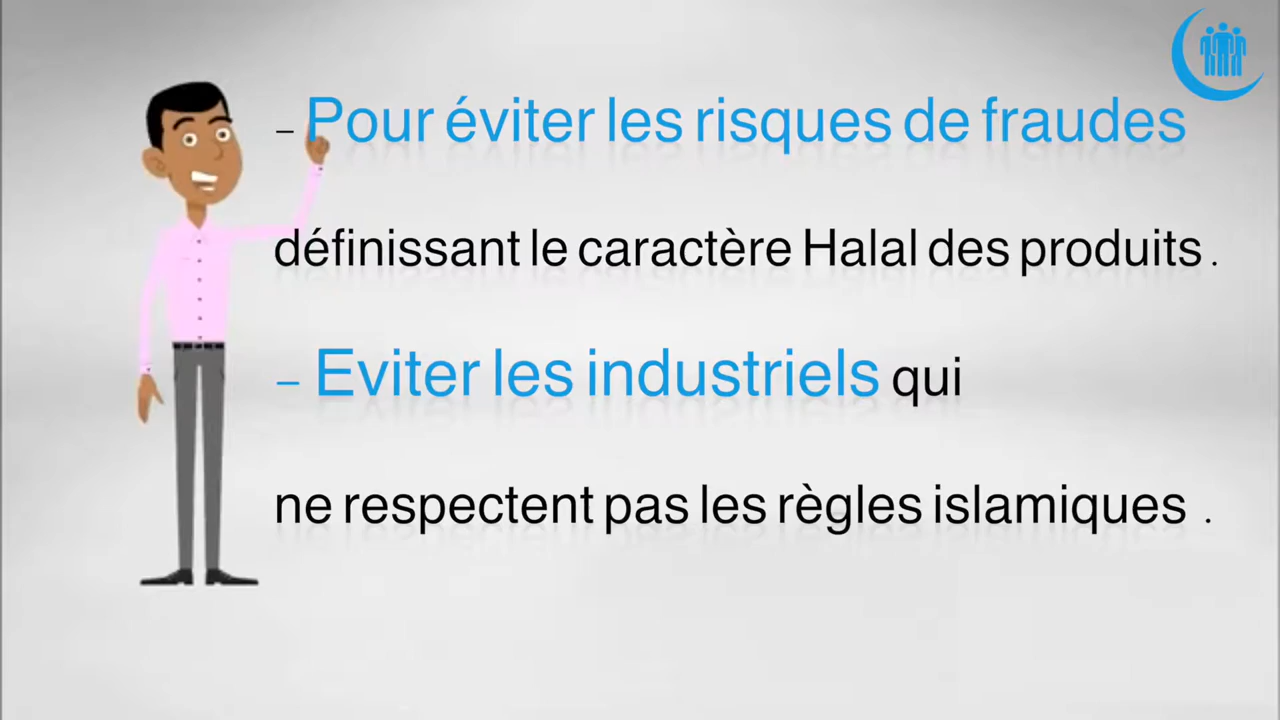 – Pour éviter les risques de fraudes
définissant le caractère Halal des produits .
– Eviter les industriels qui
ne respectent pas les règles islamiques .